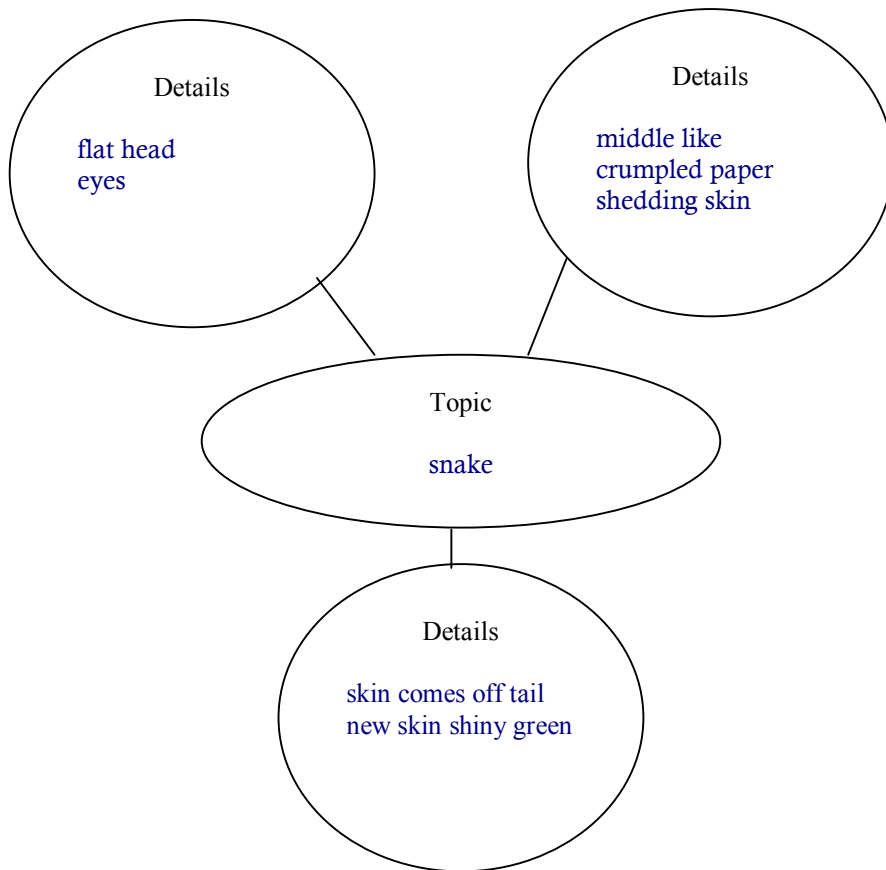 Details
flat head
eyes
Details
middle like
crumpled paper
shedding skin
Topic
snake
Details
skin comes off tail
new skin shiny green